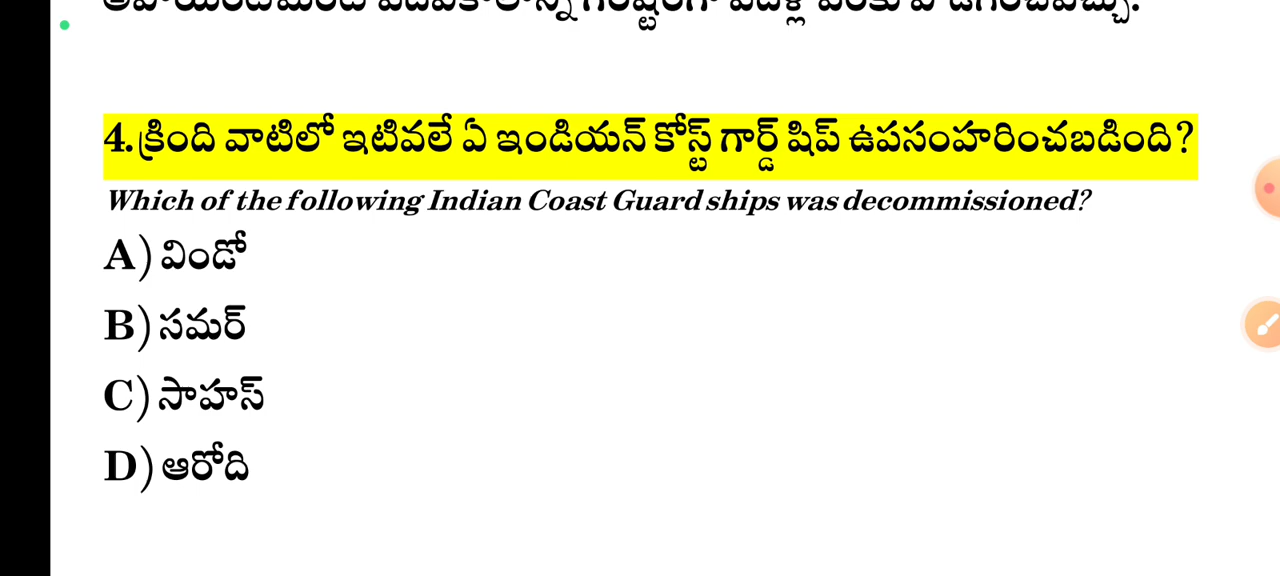 4.క్రింది వాటిలో ఇటివలే ఏ ఇండియన్ కోస్ట్ గార్డ్ షిప్ ఉపసంహరించబడింది?
Which of the following Indian Coast Guard ships was decommissioned?
A) విండో
B) సమర్
C) సాహస్
D) ఆరోది